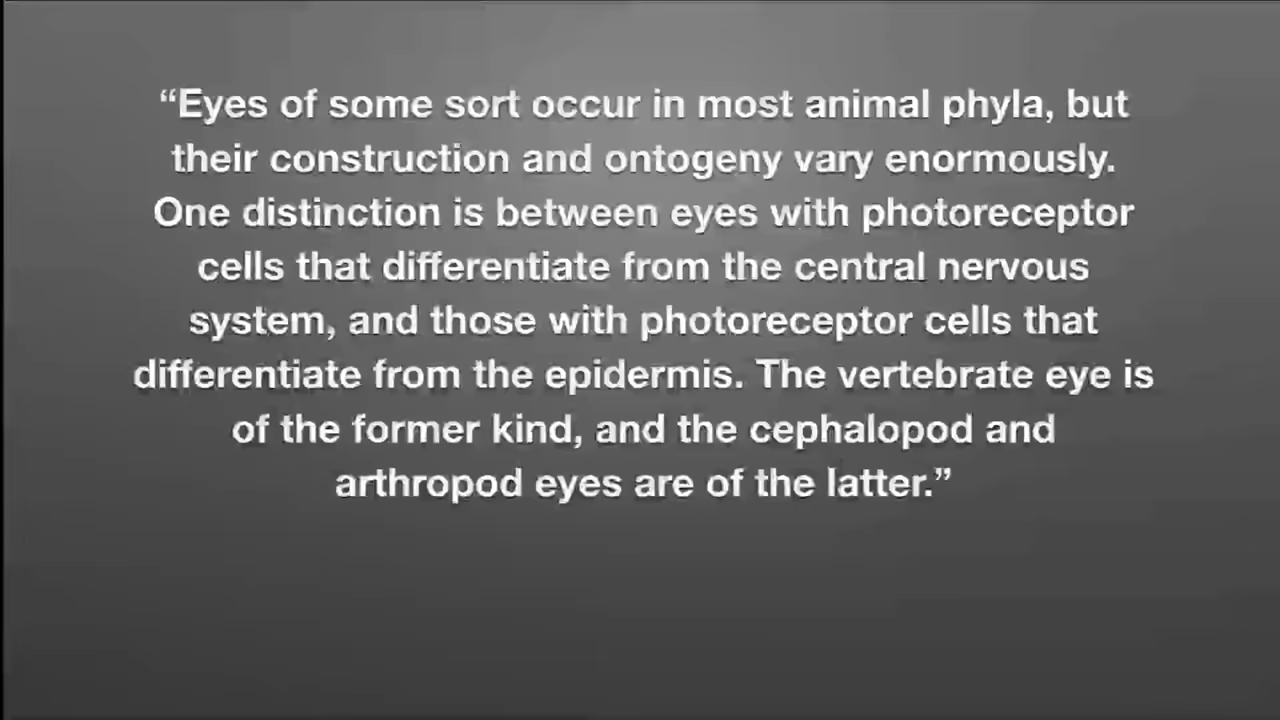 “Eyes of some sort occur in most animal phyla, but
their construction and ontogeny vary enormously.
One distinction is between eyes with photoreceptor
cells that differentiate from the central nervous
system, and those with photoreceptor cells that
differentiate from the epidermis. The vertebrate eye is
of the former kind, and the cephalopod and
arthropod eyes are of the latter.”